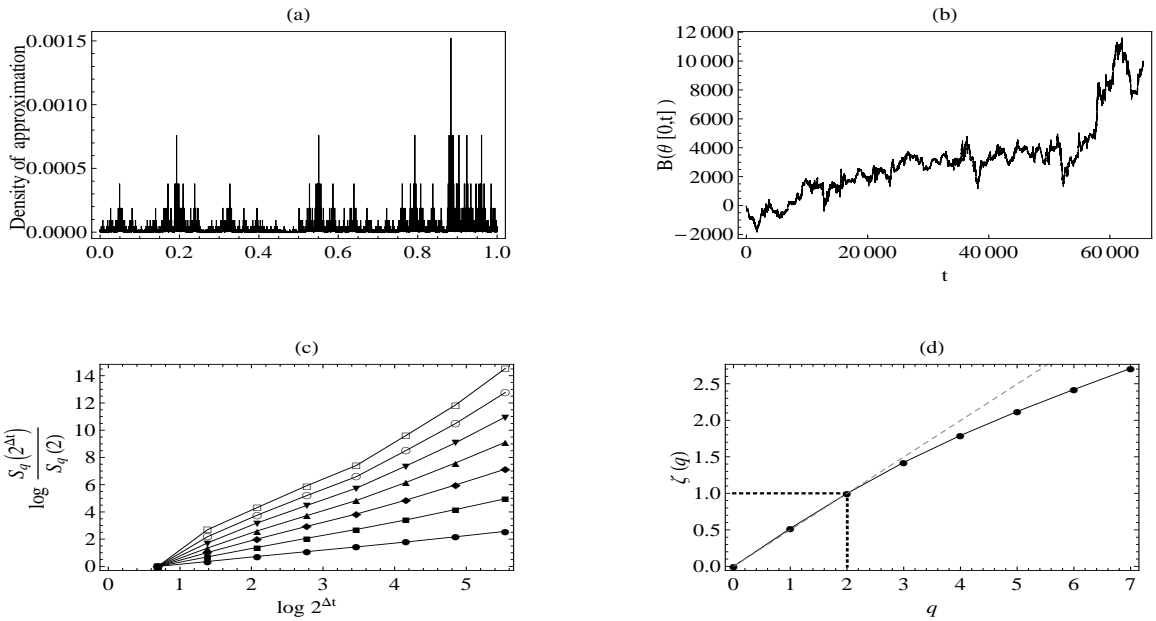 (a)
Density of approximation
0.0015
0.0010
0.0005
0.0000
0.0 0.2 0.4 0.6 0.8 1.0
(b)
B(θ [0,t] )
12 000
10 000
8000
6000
4000
2000
0
−2000
0 20 000 40 000 60 000
t
(c)
log S_q(2^{Δt}) / S_q(2)
14
12
10
8
6
4
2
0
0 1 2 3 4 5
log 2^{Δt}
(d)
ζ(q)
2.5
2.0
1.5
1.0
0.5
0.0
0 1 2 3 4 5 6 7
q